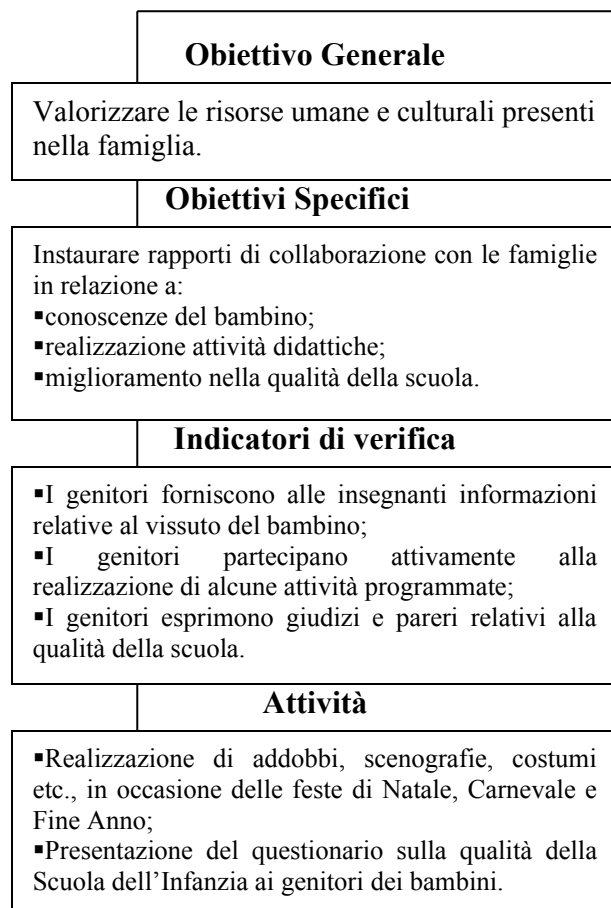 Obiettivo Generale
Valorizzare le risorse umane e culturali presenti
nella famiglia.
Obiettivi Specifici
Instaurare rapporti di collaborazione con le famiglie
in relazione a:
▪conoscenze del bambino;
▪realizzazione attività didattiche;
▪miglioramento nella qualità della scuola.
Indicatori di verifica
▪I genitori forniscono alle insegnanti informazioni
relative al vissuto del bambino;
▪I genitori partecipano attivamente alla
realizzazione di alcune attività programmate;
▪I genitori esprimono giudizi e pareri relativi alla
qualità della scuola.
Attività
▪Realizzazione di addobbi, scenografie, costumi
etc., in occasione delle feste di Natale, Carnevale e
Fine Anno;
▪Presentazione del questionario sulla qualità della
Scuola dell’Infanzia ai genitori dei bambini.